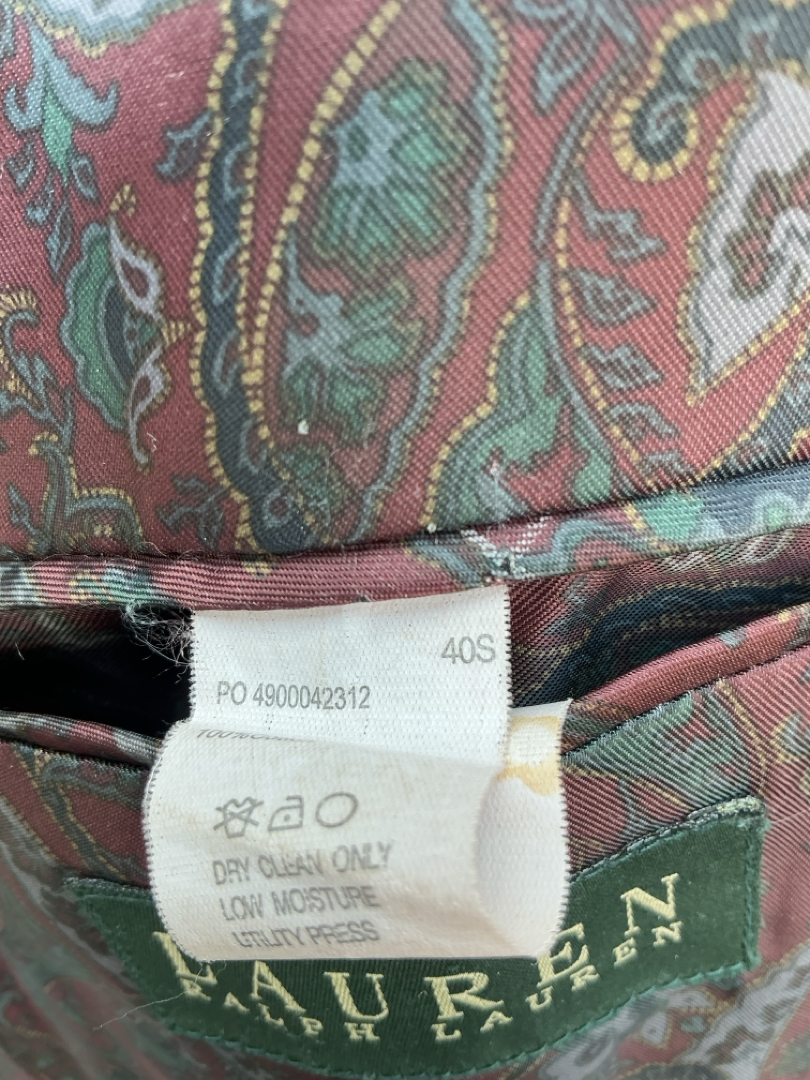 40S
PO 4900042312
DRY CLEAN ONLY
LOW MOISTURE
UTILITY PRESS
LAUREN
RALPH LAUREN